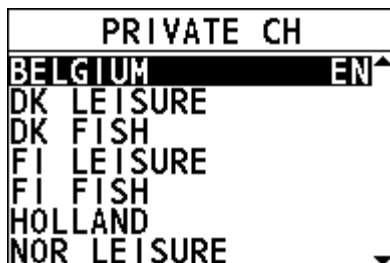 PRIVATE CH
BELGIUM EN
DK LEISURE
DK FISH
FI LEISURE
FI FISH
HOLLAND
NOR LEISURE